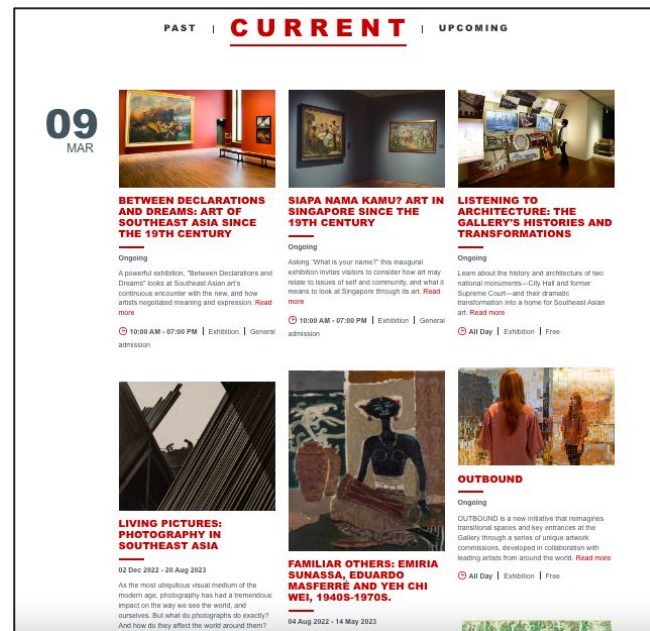 PAST | CURRENT | UPCOMING
09
MAR
BETWEEN DECLARATIONS
AND DREAMS: ART OF
SOUTHEAST ASIA SINCE
THE 19TH CENTURY
Ongoing
A powerful exhibition, "Between Declarations and
Dreams" looks at Southeast Asian art's
continuous encounter with the new, and how
artists negotiated meaning and expression. Read
more
10:00 AM - 07:00 PM | Exhibition | General
admission
SIAPA NAMA KAMU? ART IN
SINGAPORE SINCE THE
19TH CENTURY
Ongoing
Asking "What is your name?" this inaugural
exhibition invites visitors to consider how art may
relate to issues of self and community, and what it
means to look at Singapore through its art. Read
more
10:00 AM - 07:00 PM | Exhibition | General
admission
LISTENING TO
ARCHITECTURE: THE
GALLERY'S HISTORIES AND
TRANSFORMATIONS
Ongoing
Learn about the history and architecture of two
national monuments—City Hall and former
Supreme Court—and their dramatic
transformation into a home for Southeast Asian
art. Read more
All Day | Exhibition | Free
LIVING PICTURES:
PHOTOGRAPHY IN
SOUTHEAST ASIA
02 Dec 2022 - 20 Aug 2023
As the most ubiquitous visual medium of the
modern age, photography has had a tremendous
impact on the way we see the world, and
ourselves. But what do photographs do exactly?
And how do they affect the world around them?
FAMILIAR OTHERS: EMIRIA
SUNASSA, EDUARDO
MASFERRÉ AND YEH CHI
WEI, 1940S-1970S.
04 Aug 2022 - 14 May 2023
OUTBOUND
Ongoing
OUTBOUND is a new initiative that reimagines
transitional spaces and key entrances at the
Gallery through a series of unique artwork
commissions, developed in collaboration with
leading artists from around the world. Read more
All Day | Exhibition | Free